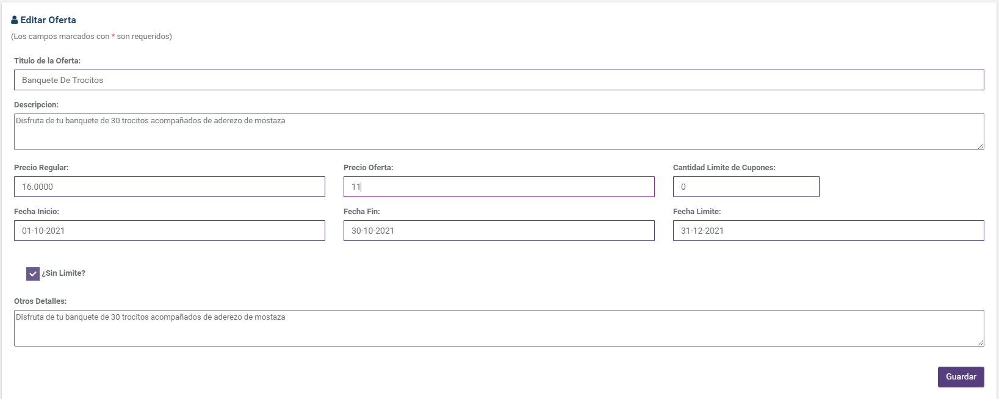 Editar Oferta
(Los campos marcados con * son requeridos)
Titulo de la Oferta:
Banquete De Trocitos
Descripcion:
Disfruta de tu banquete de 30 trocitos acompañados de aderezo de mostaza
Precio Regular: Precio Oferta: Cantidad Limite de Cupones:
16.0000 11 0
Fecha Inicio: Fecha Fin: Fecha Limite:
01-10-2021 30-10-2021 31-12-2021
¿Sin Limite?
Otros Detalles:
Disfruta de tu banquete de 30 trocitos acompañados de aderezo de mostaza
Guardar